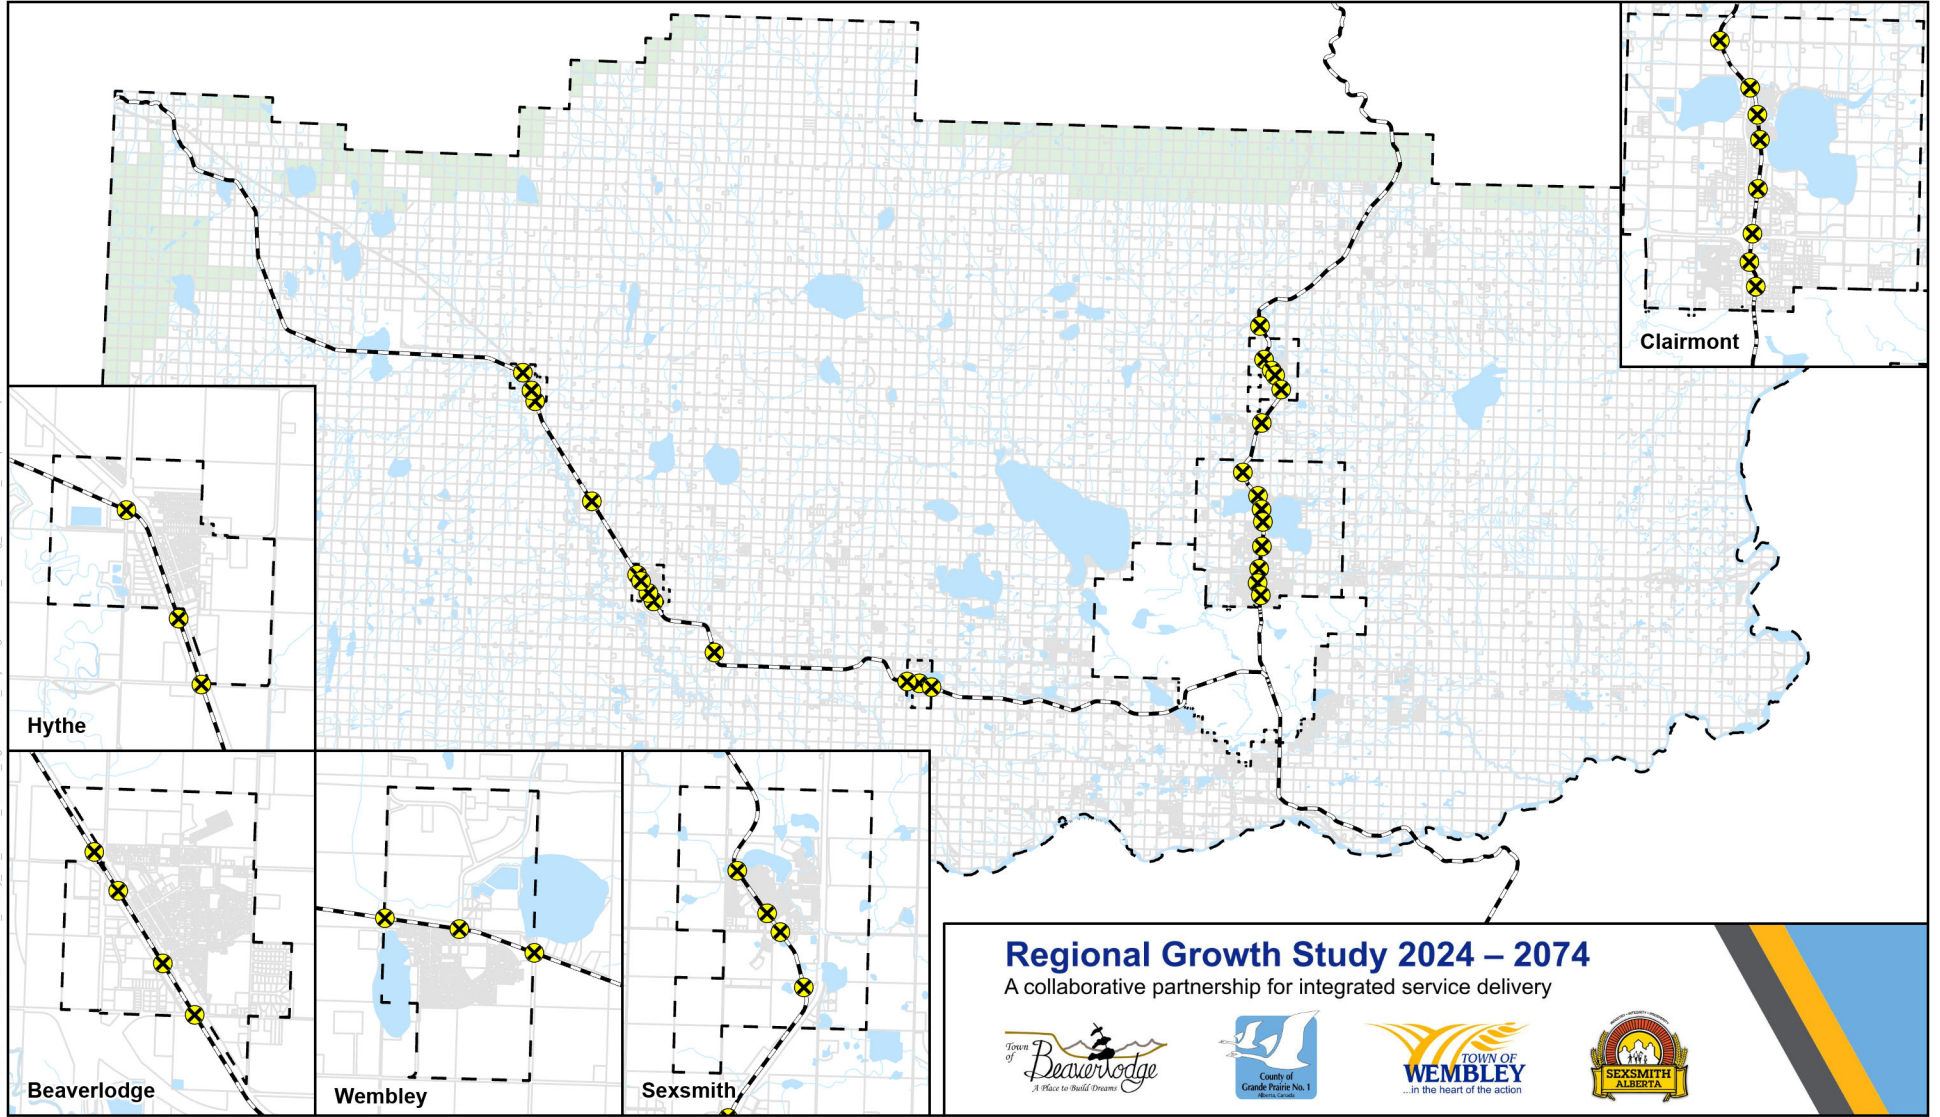 Clairmont
Hythe
Beaverlodge
Wembley
Sexsmith
Regional Growth Study 2024 – 2074
A collaborative partnership for integrated service delivery
Town
of
Beaverlodge
A Place to Build Dreams
County of
Grande Prairie No. 1
Alberta, Canada
TOWN OF
WEMBLEY
...in the heart of the action
SEXSMITH
ALBERTA